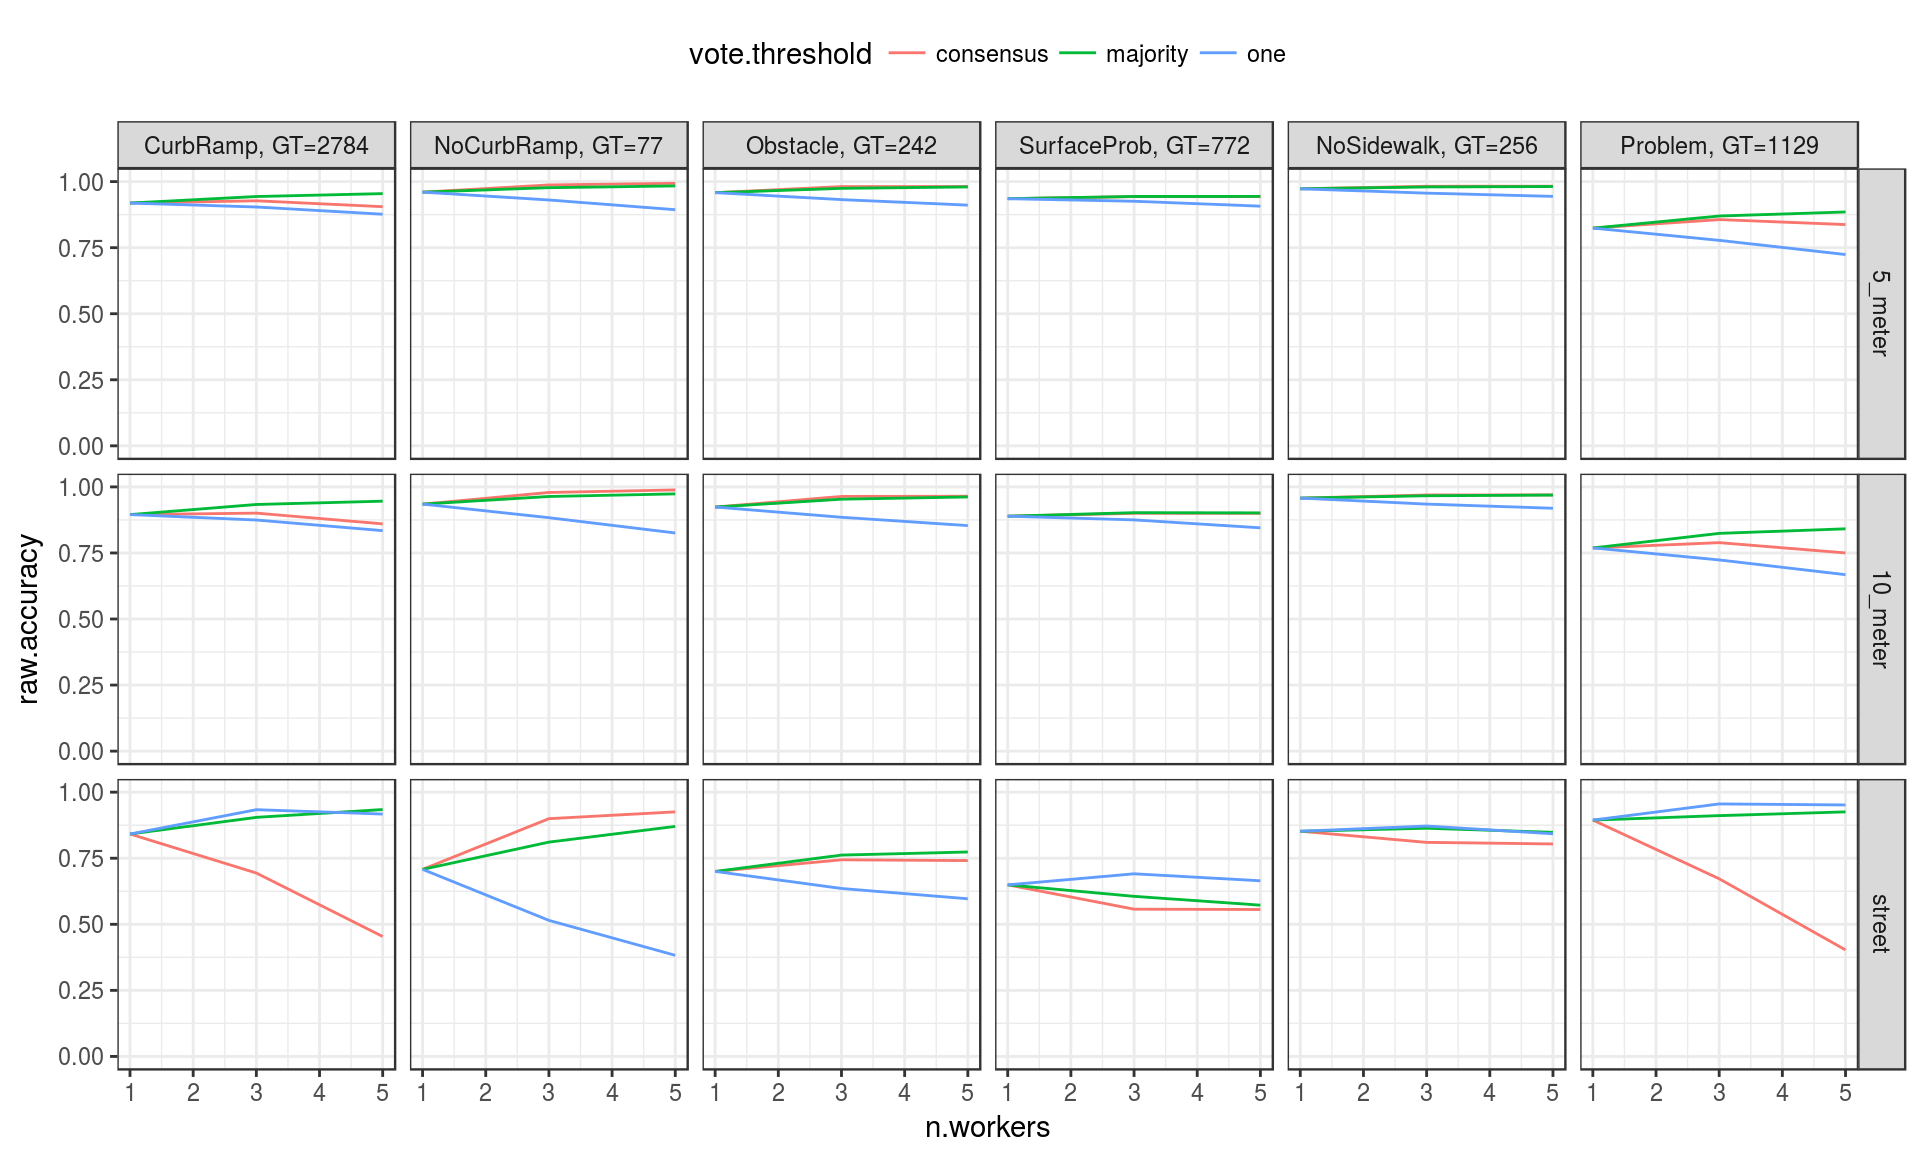 vote.threshold consensus majority one
CurbRamp, GT=2784 NoCurbRamp, GT=77 Obstacle, GT=242 SurfaceProb, GT=772 NoSidewalk, GT=256 Problem, GT=1129
1.00
0.75
0.50
0.25
0.00
5_meter
1.00
0.75
0.50
0.25
0.00
10_meter
raw.accuracy
1.00
0.75
0.50
0.25
0.00
street
1 2 3 4 5 1 2 3 4 5 1 2 3 4 5 1 2 3 4 5 1 2 3 4 5 1 2 3 4 5
n.workers